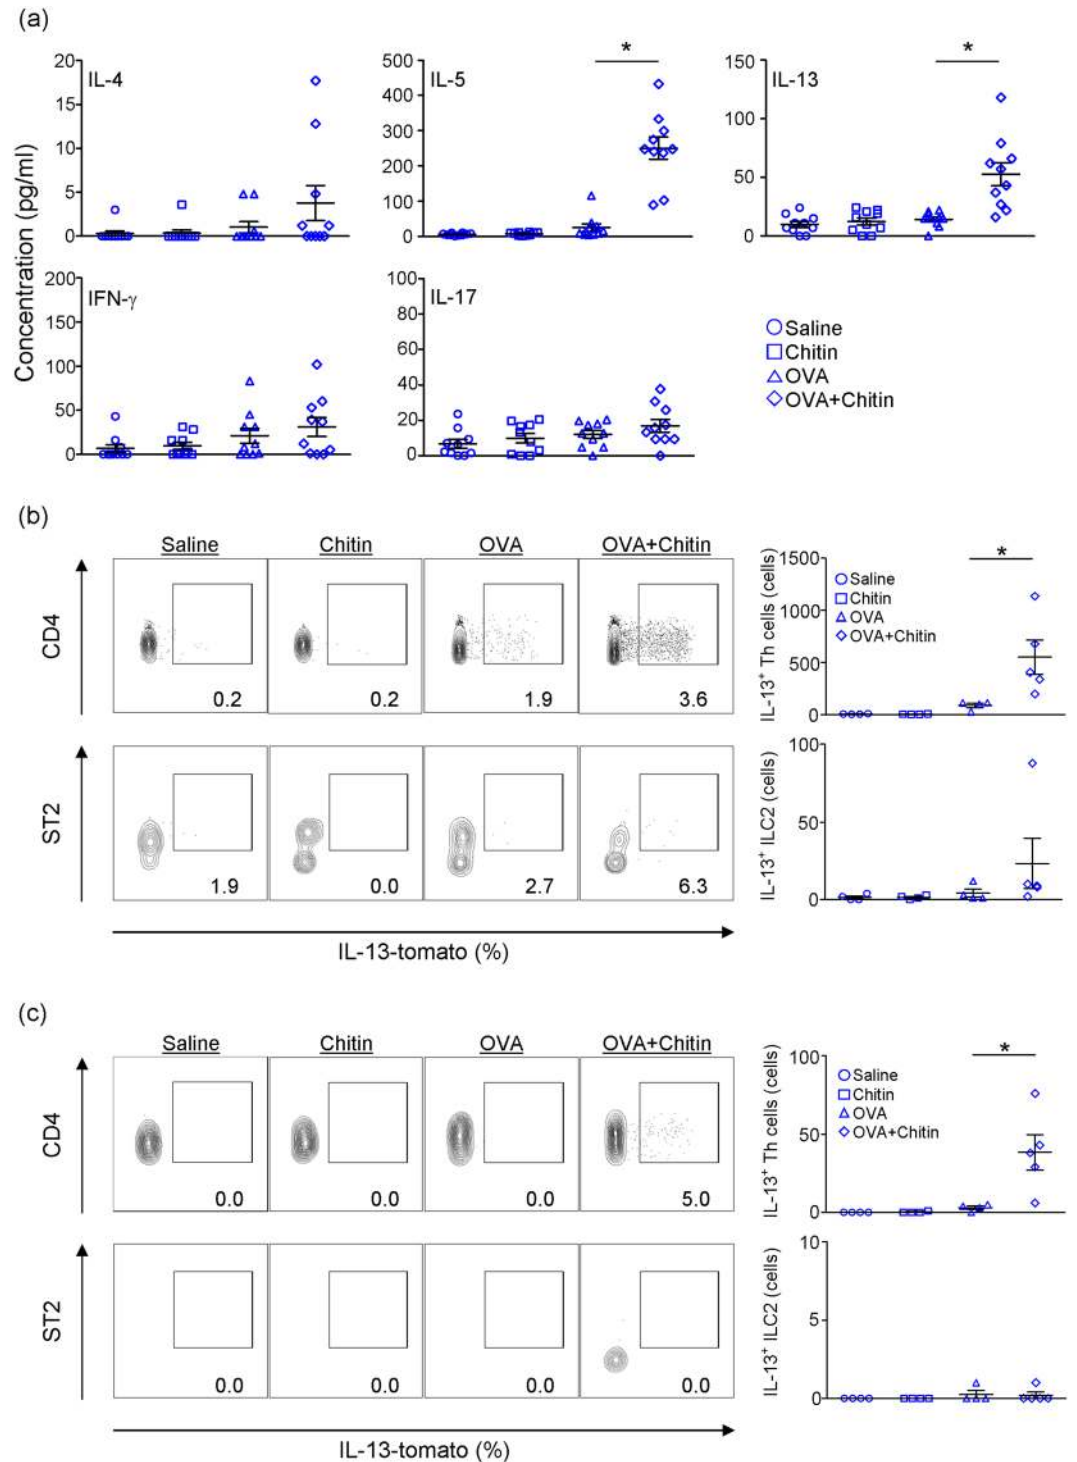 (a)
20
15
10
5
0
IL-4
500
400
300
200
100
0
IL-5
*
150
100
50
0
IL-13
*
Concentration (pg/ml)
200
150
100
50
0
IFN-γ
100
80
60
40
20
0
IL-17
Saline
Chitin
OVA
OVA+Chitin
(b)
Saline Chitin OVA OVA+Chitin
CD4
0.2 0.2 1.9 3.6
ST2
1.9 0.0 2.7 6.3
IL-13-tomato (%)
IL-13+ Th cells (cells)
1500
1000
500
0
Saline
Chitin
OVA
OVA+Chitin
*
IL-13+ ILC2 (cells)
100
50
0
(c)
Saline Chitin OVA OVA+Chitin
CD4
0.0 0.0 0.0 5.0
ST2
0.0 0.0 0.0 0.0
IL-13-tomato (%)
IL-13+ Th cells (cells)
100
50
0
Saline
Chitin
OVA
OVA+Chitin
*
IL-13+ ILC2 (cells)
10
5
0